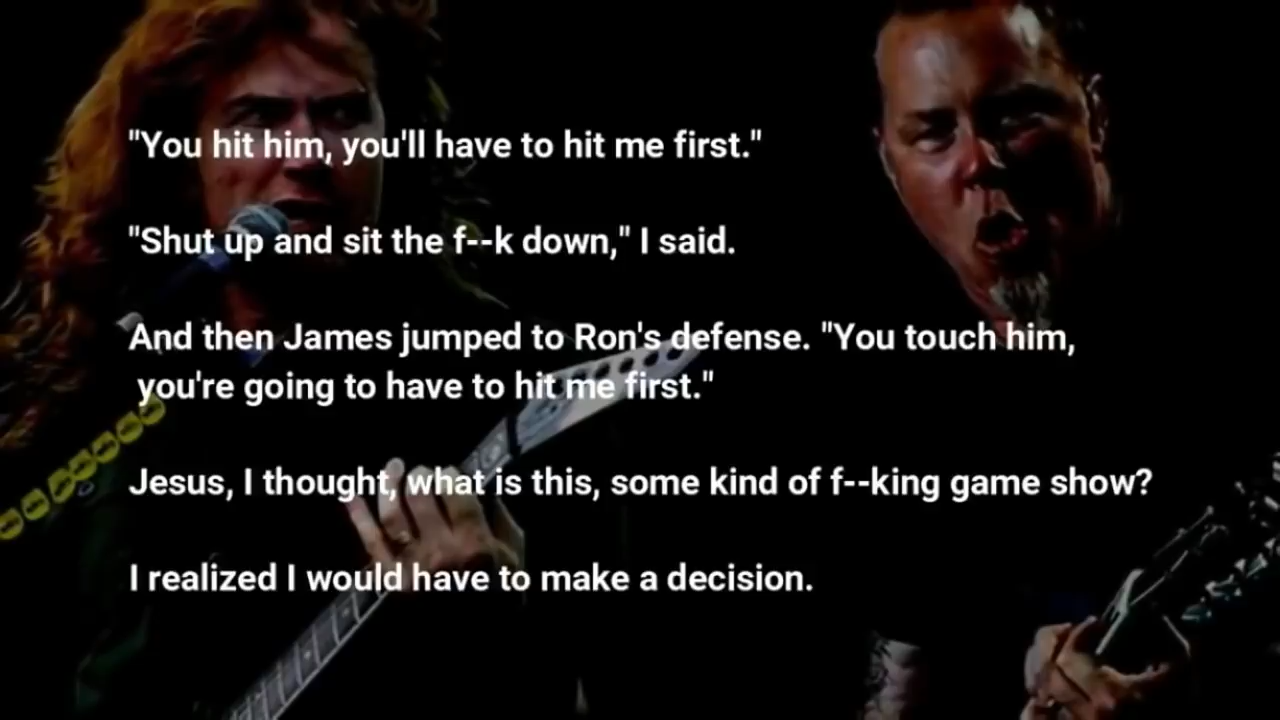 "You hit him, you'll have to hit me first."
"Shut up and sit the f--k down," I said.
And then James jumped to Ron's defense. "You touch him,
you're going to have to hit me first."
Jesus, I thought, what is this, some kind of f--king game show?
I realized I would have to make a decision.